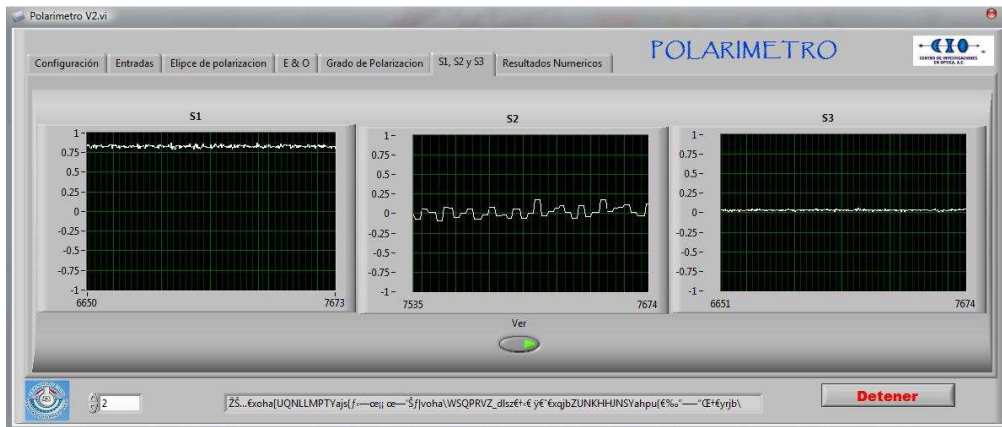 Polarimetro V2.vi
POLARIMETRO
CIO
CENTRO DE INVESTIGACIONES
EN OPTICA, A.C.
Configuración Entradas Elipce de polarizacion E & O Grado de Polarizacion S1, S2 y S3 Resultados Numericos
S1
1
0.75
0.5
0.25
0
-0.25
-0.5
-0.75
-1
6650 7673
S2
1
0.75
0.5
0.25
0
-0.25
-0.5
-0.75
-1
7535 7674
S3
1
0.75
0.5
0.25
0
-0.25
-0.5
-0.75
-1
6651 7674
Ver
2
Detener